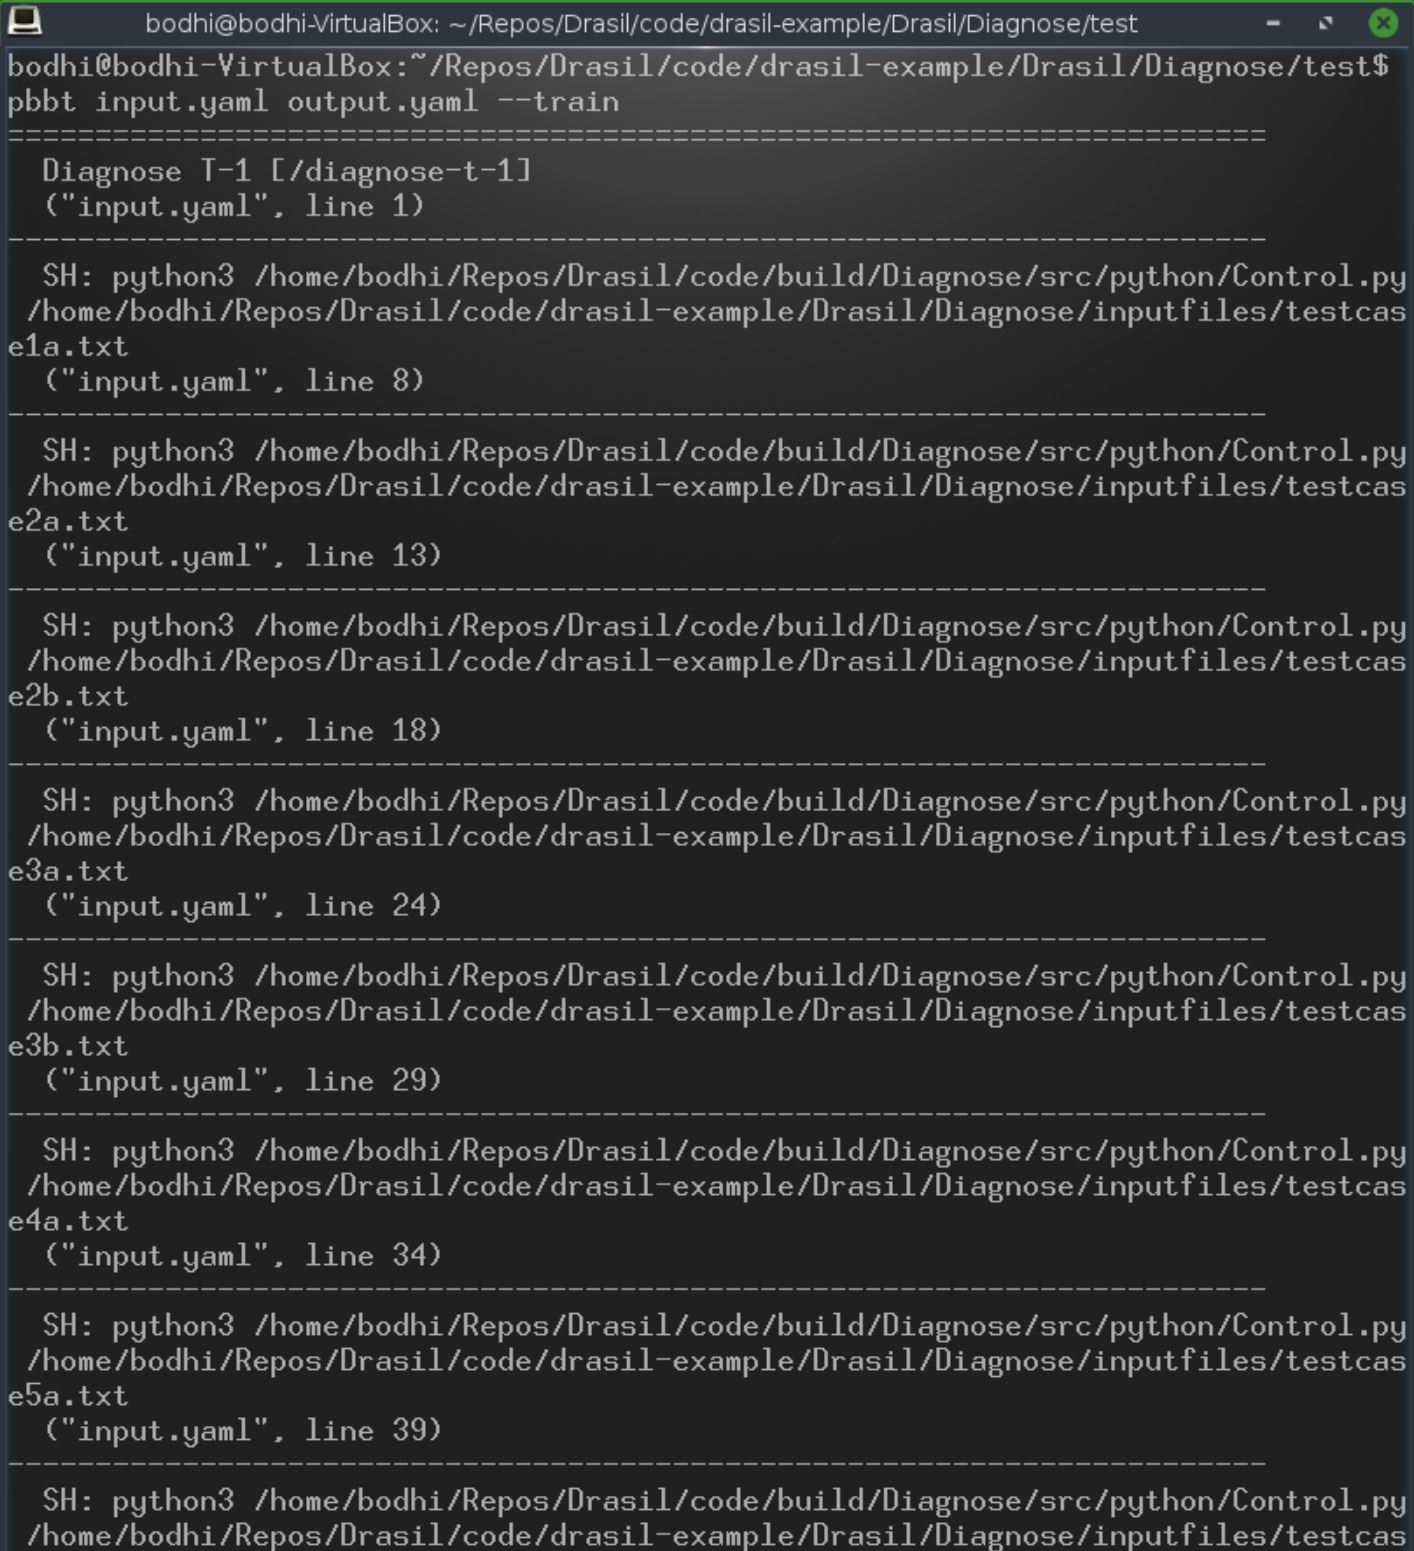 bodhi@bodhi-VirtualBox: ~/Repos/Drasil/code/drasil-example/Drasil/Diagnose/test
bodhi@bodhi-VirtualBox:~/Repos/Drasil/code/drasil-example/Drasil/Diagnose/test$
pbbt input.yaml output.yaml --train
=========================================================================
  Diagnose T-1 [/diagnose-t-1]
  ("input.yaml", line 1)
-------------------------------------------------------------------------
  SH: python3 /home/bodhi/Repos/Drasil/code/build/Diagnose/src/python/Control.py
 /home/bodhi/Repos/Drasil/code/drasil-example/Drasil/Diagnose/inputfiles/testcas
e1a.txt
  ("input.yaml", line 8)
-------------------------------------------------------------------------
  SH: python3 /home/bodhi/Repos/Drasil/code/build/Diagnose/src/python/Control.py
 /home/bodhi/Repos/Drasil/code/drasil-example/Drasil/Diagnose/inputfiles/testcas
e2a.txt
  ("input.yaml", line 13)
-------------------------------------------------------------------------
  SH: python3 /home/bodhi/Repos/Drasil/code/build/Diagnose/src/python/Control.py
 /home/bodhi/Repos/Drasil/code/drasil-example/Drasil/Diagnose/inputfiles/testcas
e2b.txt
  ("input.yaml", line 18)
-------------------------------------------------------------------------
  SH: python3 /home/bodhi/Repos/Drasil/code/build/Diagnose/src/python/Control.py
 /home/bodhi/Repos/Drasil/code/drasil-example/Drasil/Diagnose/inputfiles/testcas
e3a.txt
  ("input.yaml", line 24)
-------------------------------------------------------------------------
  SH: python3 /home/bodhi/Repos/Drasil/code/build/Diagnose/src/python/Control.py
 /home/bodhi/Repos/Drasil/code/drasil-example/Drasil/Diagnose/inputfiles/testcas
e3b.txt
  ("input.yaml", line 29)
-------------------------------------------------------------------------
  SH: python3 /home/bodhi/Repos/Drasil/code/build/Diagnose/src/python/Control.py
 /home/bodhi/Repos/Drasil/code/drasil-example/Drasil/Diagnose/inputfiles/testcas
e4a.txt
  ("input.yaml", line 34)
-------------------------------------------------------------------------
  SH: python3 /home/bodhi/Repos/Drasil/code/build/Diagnose/src/python/Control.py
 /home/bodhi/Repos/Drasil/code/drasil-example/Drasil/Diagnose/inputfiles/testcas
e5a.txt
  ("input.yaml", line 39)
-------------------------------------------------------------------------
  SH: python3 /home/bodhi/Repos/Drasil/code/build/Diagnose/src/python/Control.py
 /home/bodhi/Repos/Drasil/code/drasil-example/Drasil/Diagnose/inputfiles/testcas